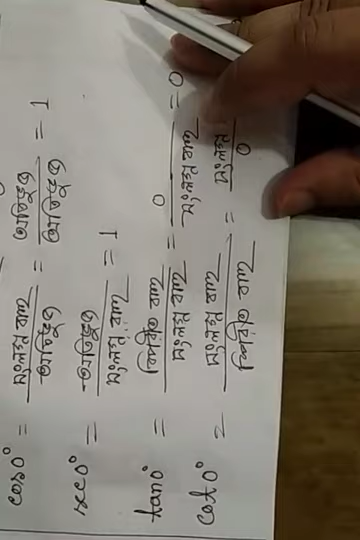 cos0° = সংলগ্ন বাহু / অতিভুজ = অতিভুজ / অতিভুজ = 1
sec0° = অতিভুজ / সংলগ্ন বাহু = 1
tan0° = বিপরীত বাহু / সংলগ্ন বাহু = 0 / সংলগ্ন বাহু = 0
cot0° = সংলগ্ন বাহু / বিপরীত বাহু = সংলগ্ন / 0